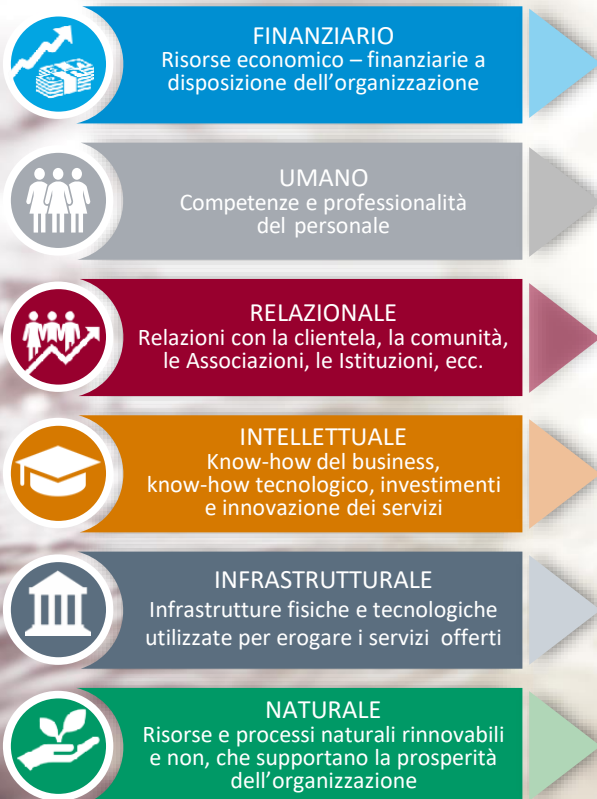 FINANZIARIO
Risorse economico – finanziarie a
disposizione dell'organizzazione
UMANO
Competenze e professionalità
del personale
RELAZIONALE
Relazioni con la clientela, la comunità,
le Associazioni, le Istituzioni, ecc.
INTELLETTUALE
Know-how del business,
know-how tecnologico, investimenti
e innovazione dei servizi
INFRASTRUTTURALE
Infrastrutture fisiche e tecnologiche
utilizzate per erogare i servizi offerti
NATURALE
Risorse e processi naturali rinnovabili
e non, che supportano la prosperità
dell'organizzazione